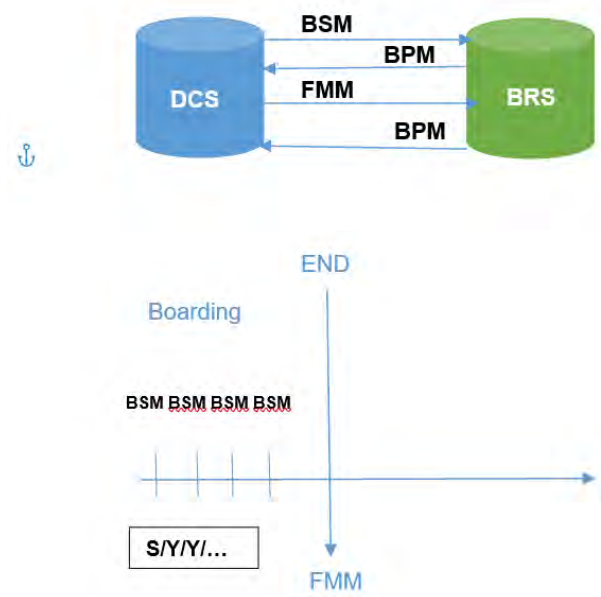 BSM
BPM
DCS
FMM
BRS
BPM
END
Boarding
BSM BSM BSM BSM
S/Y/Y/...
FMM